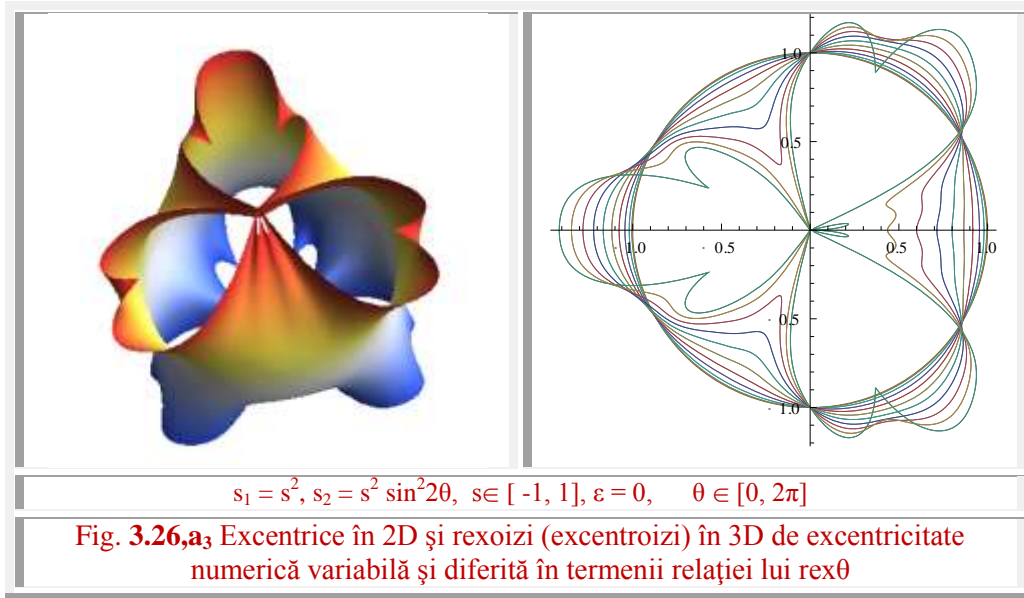 1.0
0.5
- 1.0
- 0.5
0.5
1.0
- 0.5
- 1.0
s₁ = s², s₂ = s² sin²2θ, s∈ [ -1, 1], ε = 0, θ ∈ [0, 2π]
Fig. 3.26,a₃ Excentrice în 2D şi rexoizi (excentroizi) în 3D de excentricitate
numerică variabilă şi diferită în termenii relaţiei lui rexθ